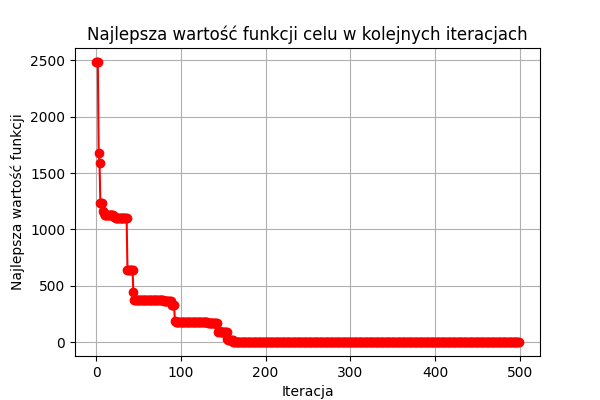 Najlepsza wartość funkcji celu w kolejnych iteracjach
Najlepsza wartość funkcji
2500
2000
1500
1000
500
0
0 100 200 300 400 500
Iteracja